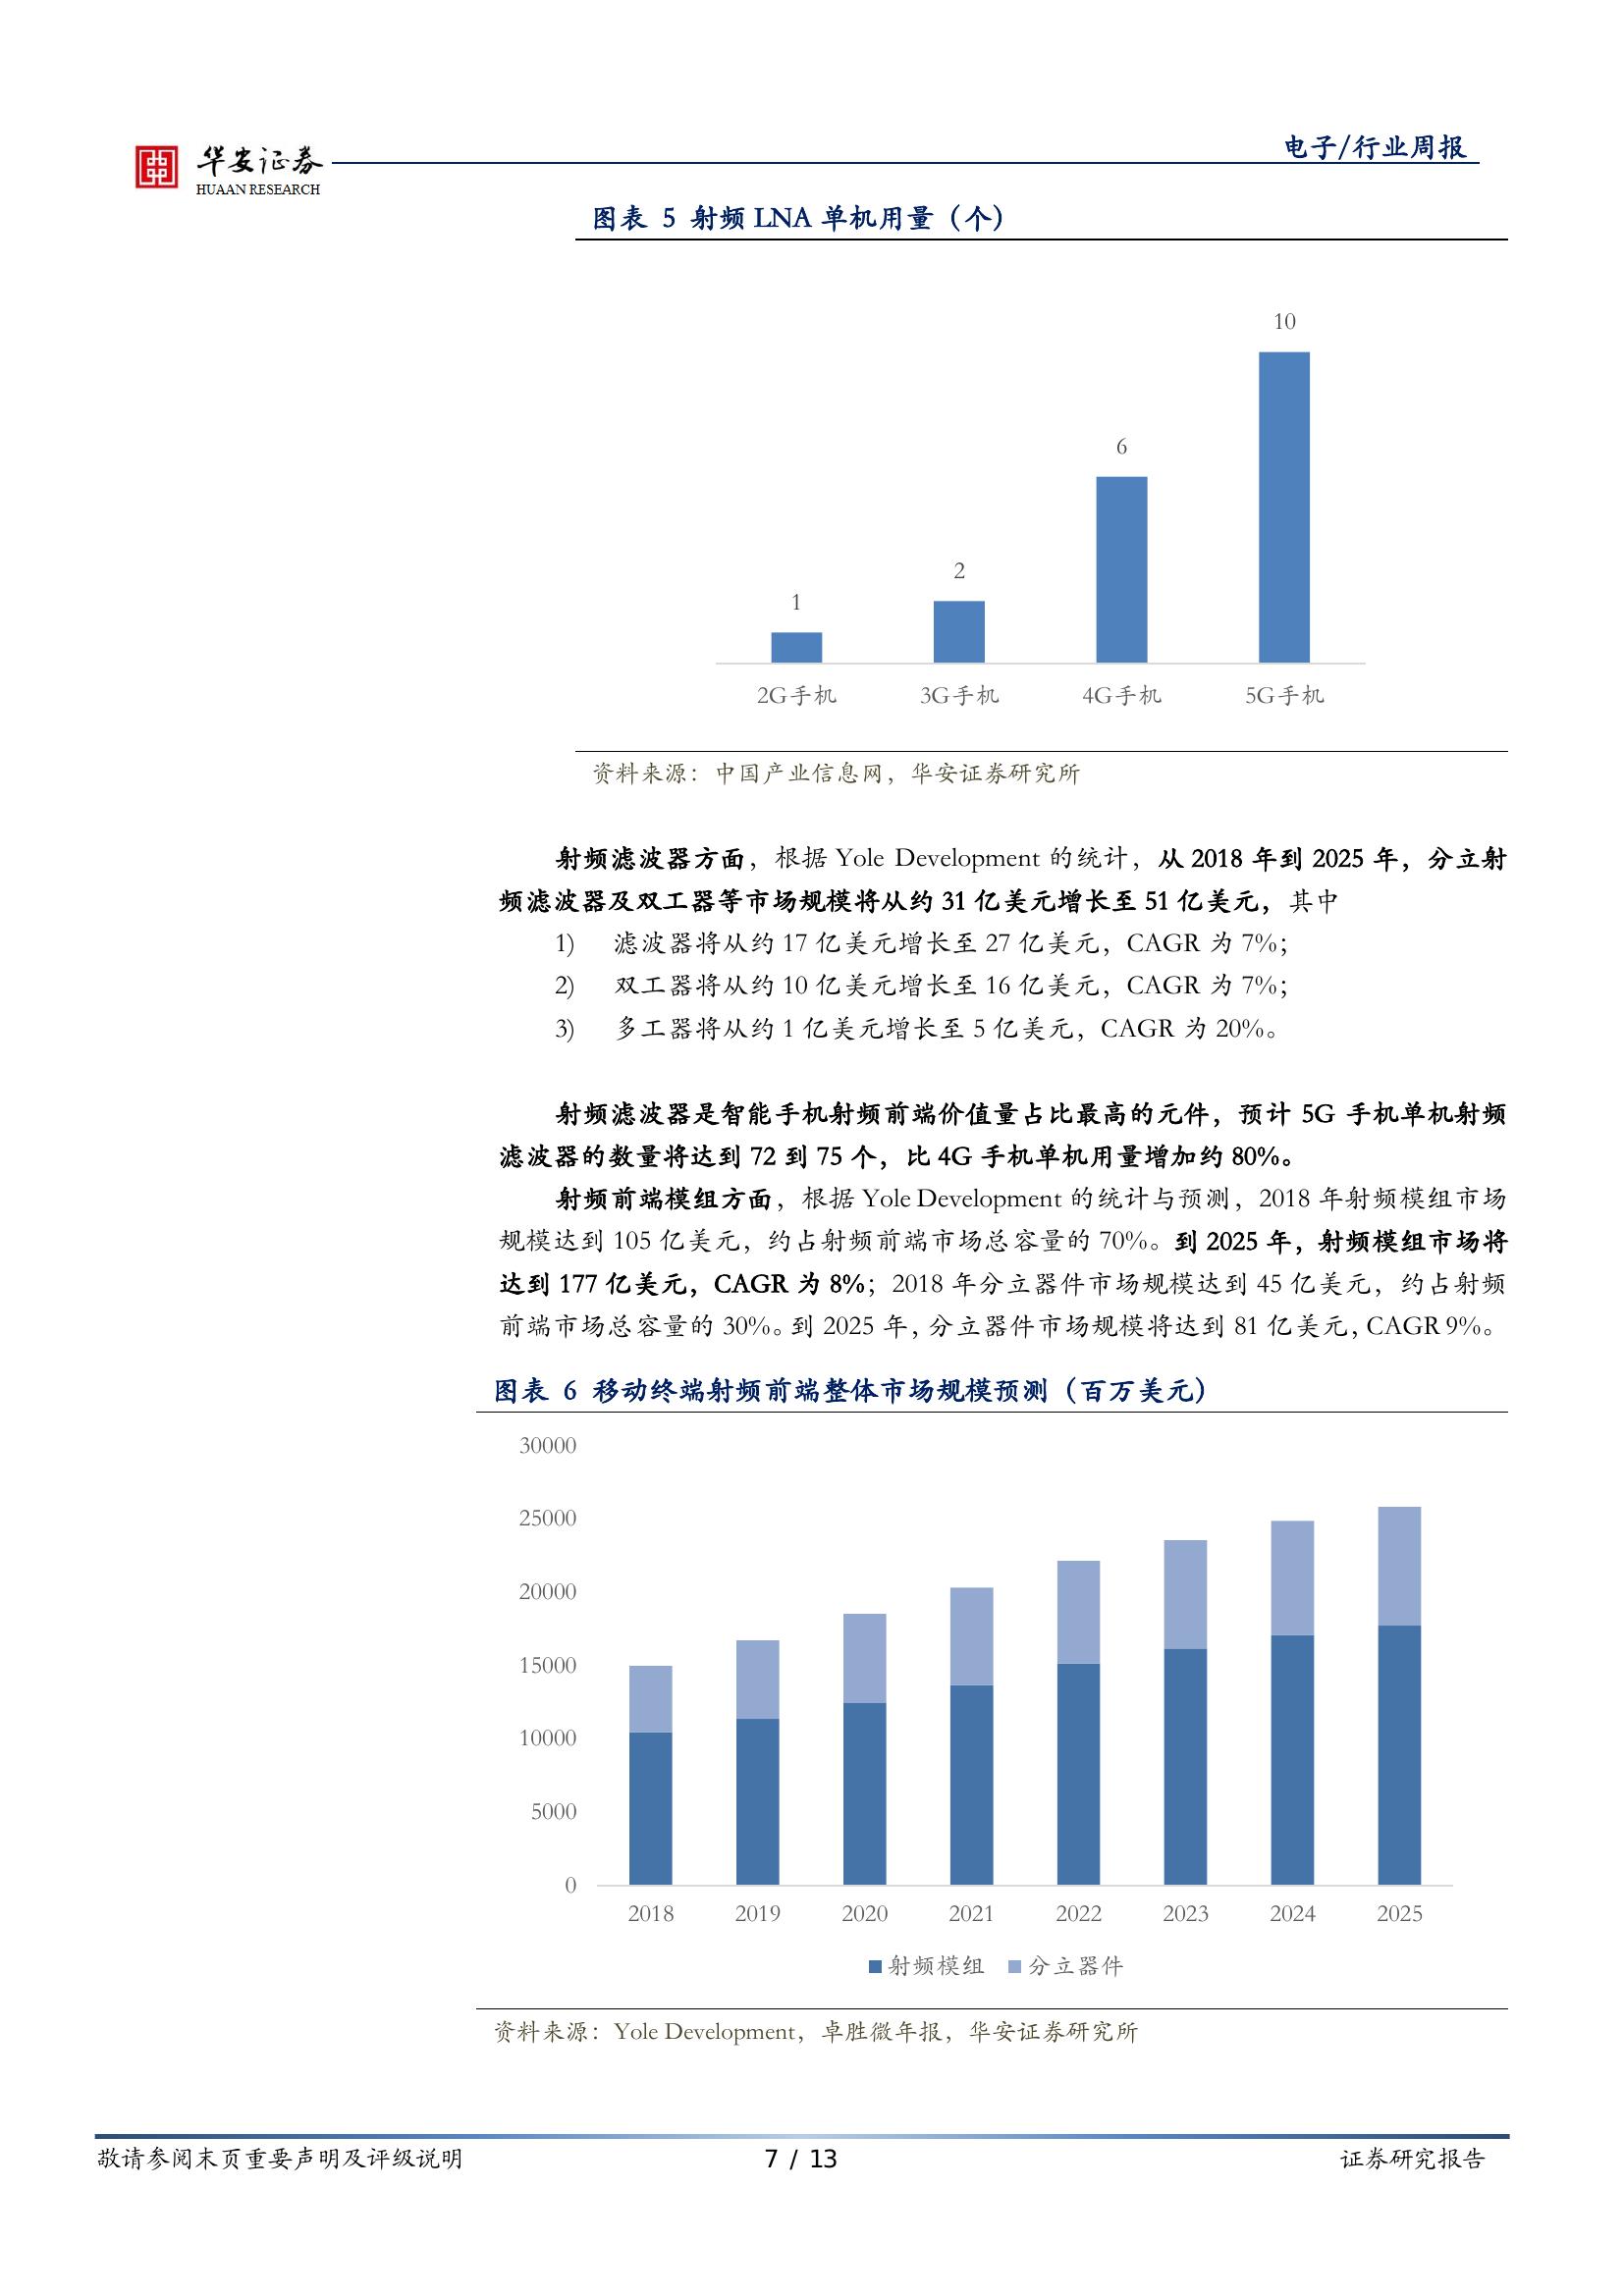 华安证券
HUAAN RESEARCH
电子/行业周报
图表 5 射频 LNA 单机用量（个）
10
6
2
1
2G手机 3G手机 4G手机 5G手机
资料来源：中国产业信息网，华安证券研究所
射频滤波器方面，根据 Yole Development 的统计，从 2018 年到 2025 年，分立射
频滤波器及双工器等市场规模将从约 31 亿美元增长至 51 亿美元，其中
1) 滤波器将从约 17 亿美元增长至 27 亿美元，CAGR 为 7%；
2) 双工器将从约 10 亿美元增长至 16 亿美元，CAGR 为 7%；
3) 多工器将从约 1 亿美元增长至 5 亿美元，CAGR 为 20%。
射频滤波器是智能手机射频前端价值量占比最高的元件，预计 5G 手机单机射频
滤波器的数量将达到 72 到 75 个，比 4G 手机单机用量增加约 80%。
射频前端模组方面，根据 Yole Development 的统计与预测，2018 年射频模组市场
规模达到 105 亿美元，约占射频前端市场总容量的 70%。到 2025 年，射频模组市场将
达到 177 亿美元，CAGR 为 8%；2018 年分立器件市场规模达到 45 亿美元，约占射频
前端市场总容量的 30%。到 2025 年，分立器件市场规模将达到 81 亿美元，CAGR 9%。
图表 6 移动终端射频前端整体市场规模预测（百万美元）
30000
25000
20000
15000
10000
5000
0
2018 2019 2020 2021 2022 2023 2024 2025
射频模组 分立器件
资料来源：Yole Development，卓胜微年报，华安证券研究所
敬请参阅末页重要声明及评级说明 7 / 13 证券研究报告